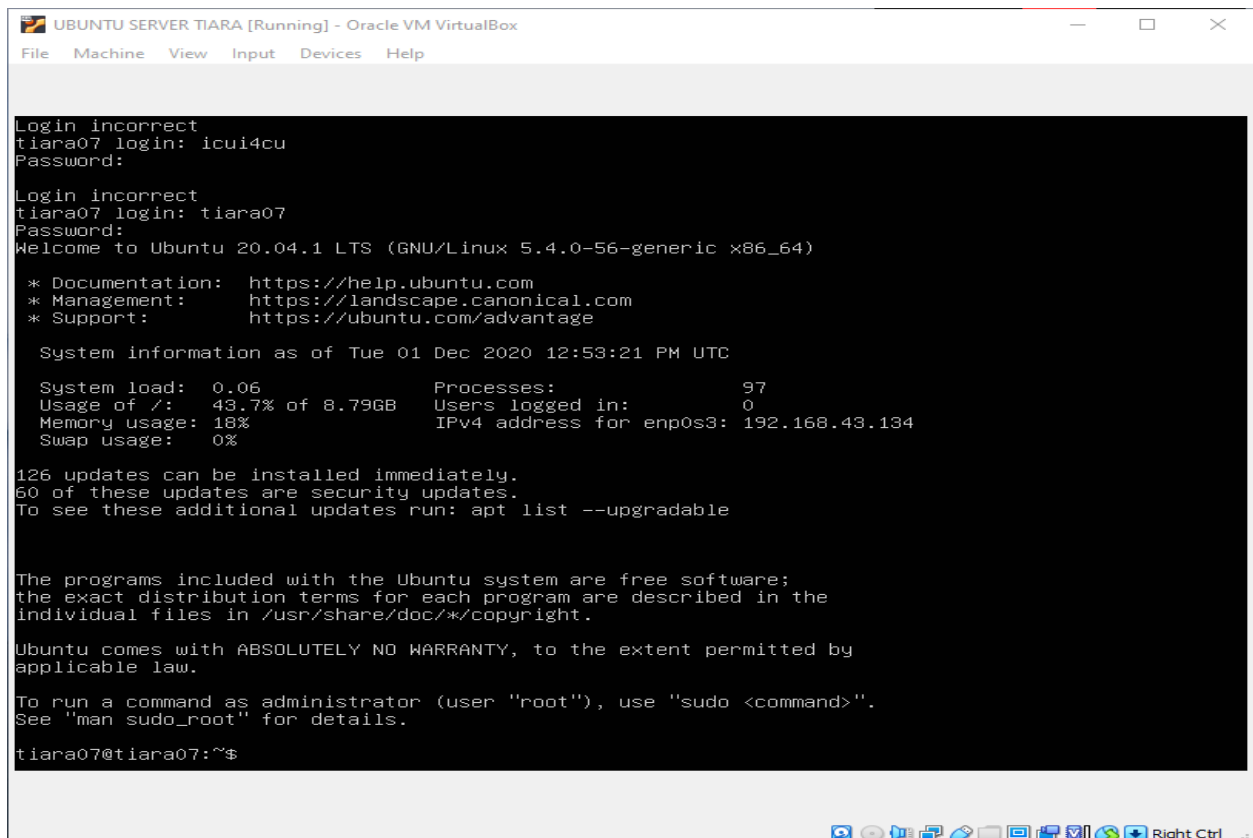 UBUNTU SERVER TIARA [Running] - Oracle VM VirtualBox
File Machine View Input Devices Help
Login incorrect
tiara07 login: icui4cu
Password:
Login incorrect
tiara07 login: tiara07
Password:
Welcome to Ubuntu 20.04.1 LTS (GNU/Linux 5.4.0-56-generic x86_64)
* Documentation: https://help.ubuntu.com
* Management: https://landscape.canonical.com
* Support: https://ubuntu.com/advantage
System information as of Tue 01 Dec 2020 12:53:21 PM UTC
System load: 0.06 Processes: 97
Usage of /: 43.7% of 8.79GB Users logged in: 0
Memory usage: 18% IPv4 address for enp0s3: 192.168.43.134
Swap usage: 0%
126 updates can be installed immediately.
60 of these updates are security updates.
To see these additional updates run: apt list --upgradable
The programs included with the Ubuntu system are free software;
the exact distribution terms for each program are described in the
individual files in /usr/share/doc/*/copyright.
Ubuntu comes with ABSOLUTELY NO WARRANTY, to the extent permitted by
applicable law.
To run a command as administrator (user "root"), use "sudo <command>".
See "man sudo_root" for details.
tiara07@tiara07:~$
Right Ctrl